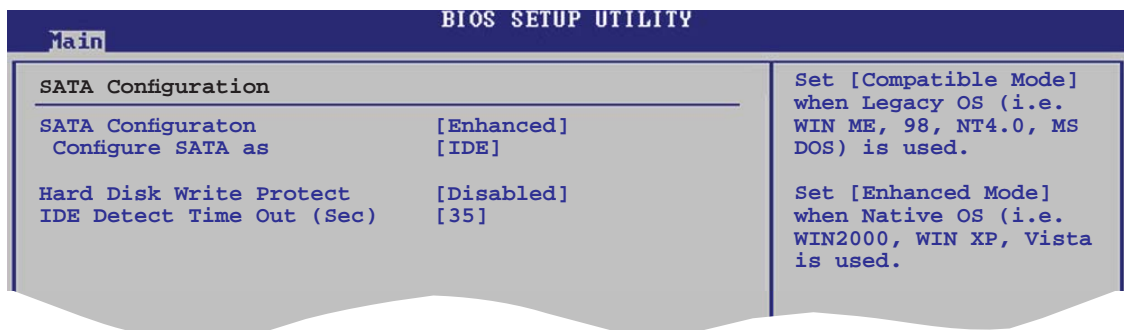 BIOS SETUP UTILITY
Main
SATA Configuration
SATA Configuraton [Enhanced]
Configure SATA as [IDE]
Hard Disk Write Protect [Disabled]
IDE Detect Time Out (Sec) [35]
Set [Compatible Mode]
when Legacy OS (i.e.
WIN ME, 98, NT4.0, MS
DOS) is used.
Set [Enhanced Mode]
when Native OS (i.e.
WIN2000, WIN XP, Vista
is used.